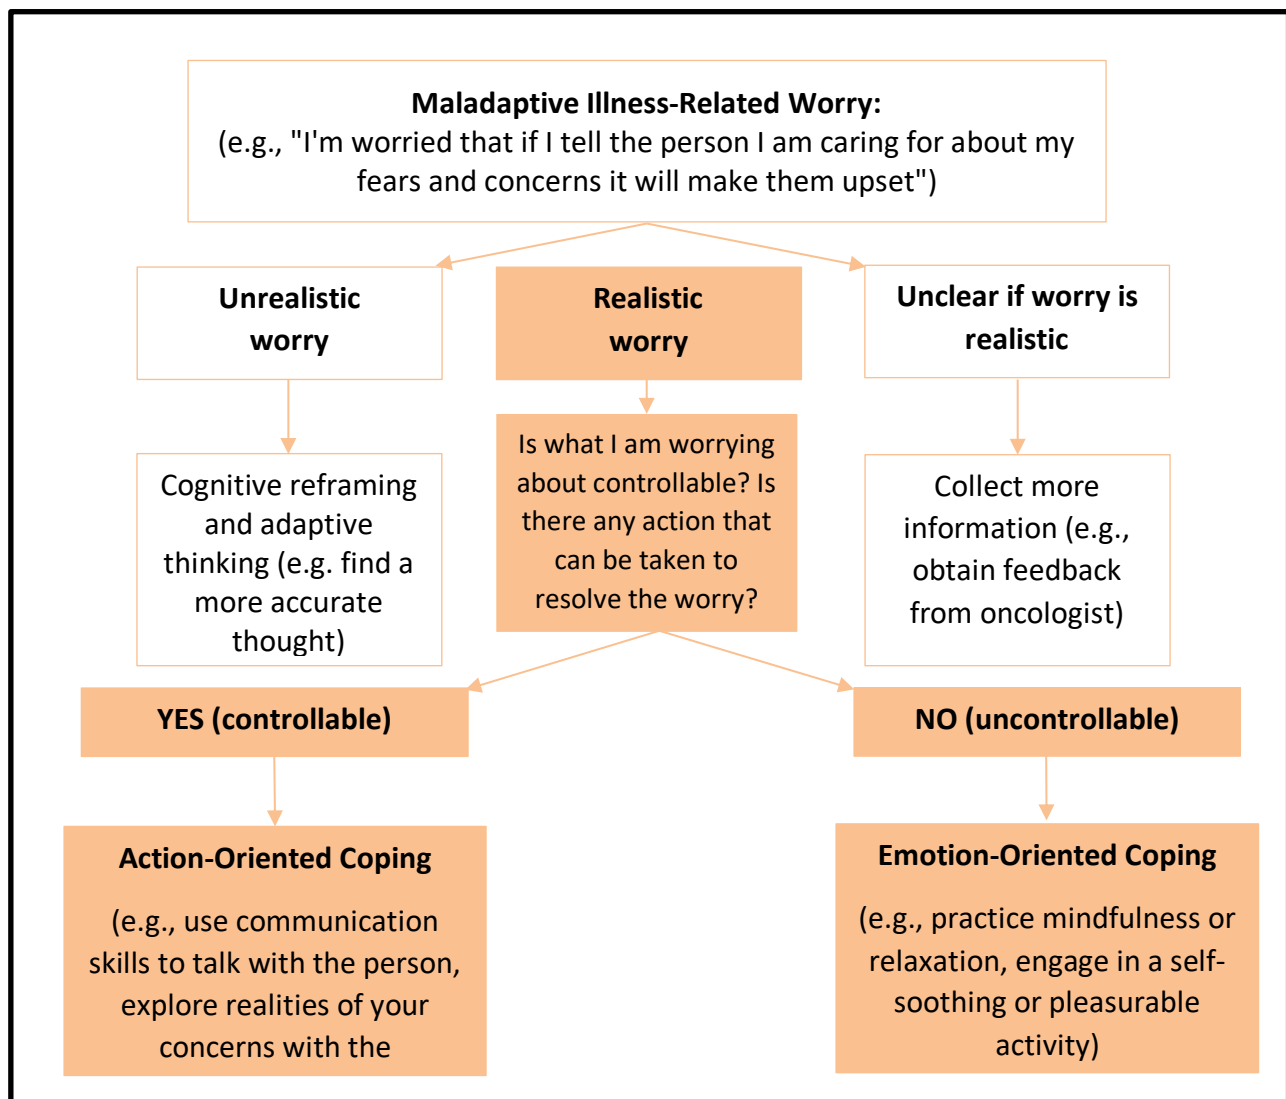 Maladaptive Illness-Related Worry:
(e.g., "I'm worried that if I tell the person I am caring for about my
fears and concerns it will make them upset")
Unrealistic
worry
Realistic
worry
Unclear if worry is
realistic
Cognitive reframing
and adaptive
thinking (e.g. find a
more accurate
thought)
Is what I am worrying
about controllable? Is
there any action that
can be taken to
resolve the worry?
Collect more
information (e.g.,
obtain feedback
from oncologist)
YES (controllable)
NO (uncontrollable)
Action-Oriented Coping
(e.g., use communication
skills to talk with the person,
explore realities of your
concerns with the
Emotion-Oriented Coping
(e.g., practice mindfulness or
relaxation, engage in a self-
soothing or pleasurable
activity)